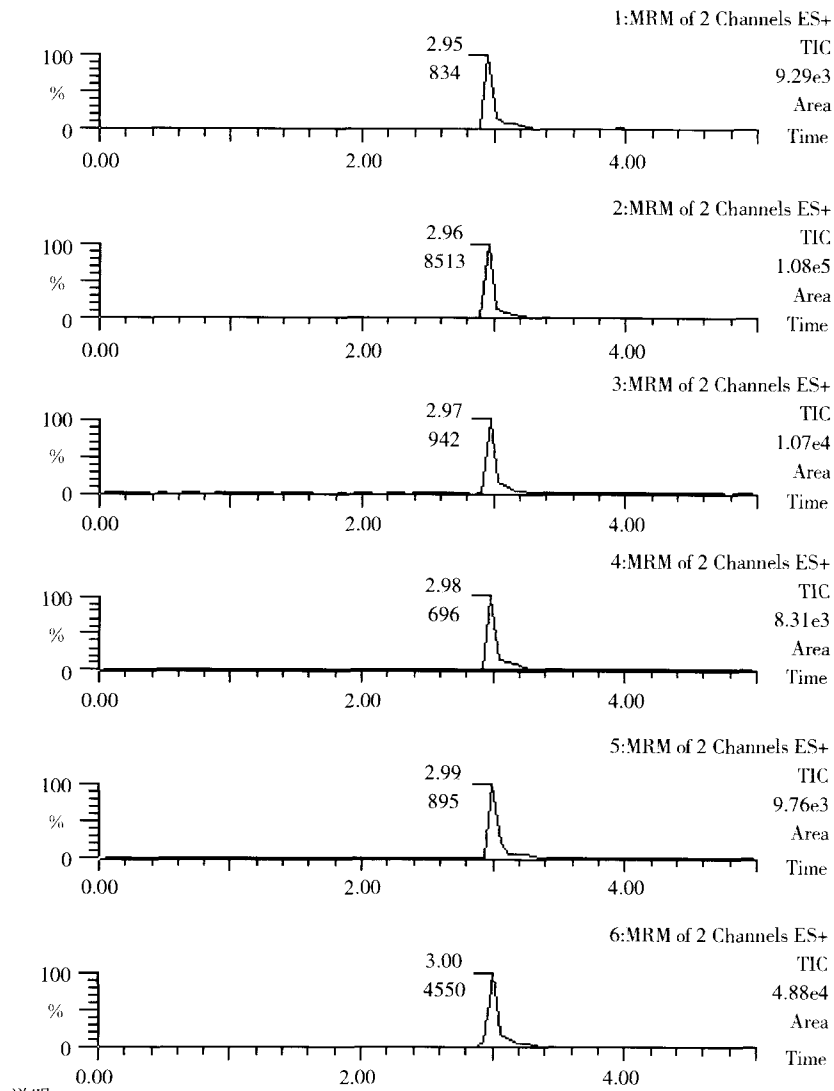 1:MRM of 2 Channels ES+
TIC
9.29e3
Area
2.95
834
100
%
0
Time
0.00 2.00 4.00
2:MRM of 2 Channels ES+
TIC
1.08e5
Area
2.96
8513
100
%
0
Time
0.00 2.00 4.00
3:MRM of 2 Channels ES+
TIC
1.07e4
Area
2.97
942
100
%
0
Time
0.00 2.00 4.00
4:MRM of 2 Channels ES+
TIC
8.31e3
Area
2.98
696
100
%
0
Time
0.00 2.00 4.00
5:MRM of 2 Channels ES+
TIC
9.76e3
Area
2.99
895
100
%
0
Time
0.00 2.00 4.00
6:MRM of 2 Channels ES+
TIC
4.88e4
Area
3.00
4550
100
%
0
Time
0.00 2.00 4.00